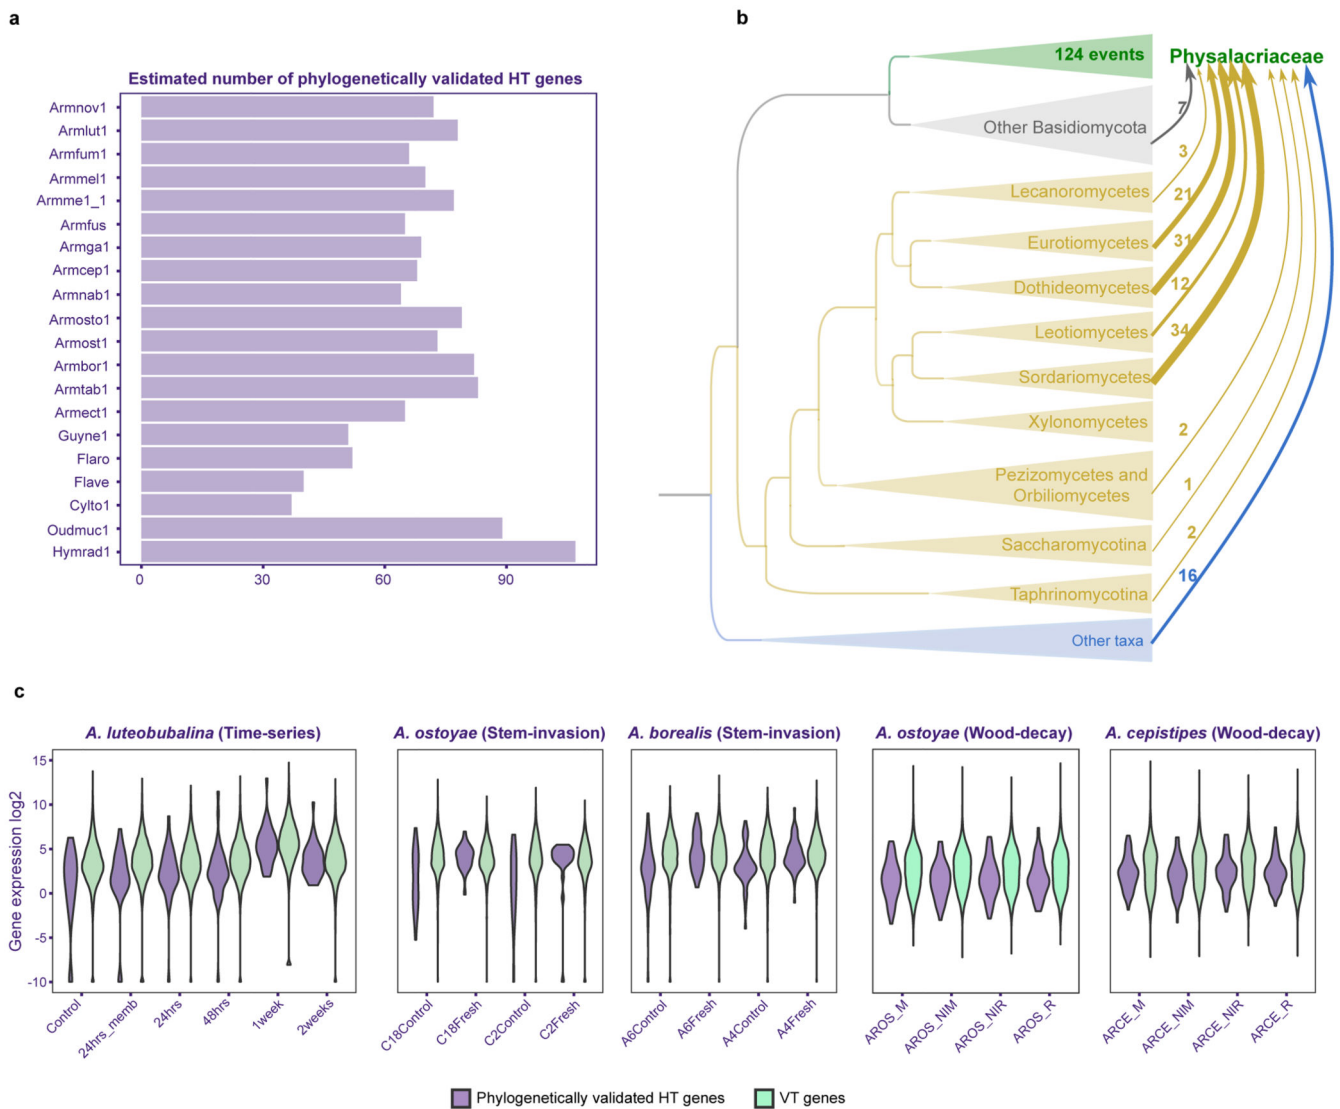 a
Estimated number of phylogenetically validated HT genes
Armnov1
Armlut1
Armfum1
Armmel1
Armme1_1
Armfus
Armga1
Armcep1
Armnab1
Armosto1
Armost1
Armbor1
Armtab1
Armect1
Guyne1
Flaro
Flave
Cylto1
Oudmuc1
Hymrad1
0 30 60 90
b
124 events
Physalacriaceae
Other Basidiomycota
7
3
Lecanoromycetes
21
Eurotiomycetes
31
Dothideomycetes
12
Leotiomycetes
34
Sordariomycetes
Xylonomycetes
2
Pezizomycetes and
Orbiliomycetes
1
Saccharomycotina
2
16
Taphrinomycotina
Other taxa
c
A. luteobubalina (Time-series)
A. ostoyae (Stem-invasion)
A. borealis (Stem-invasion)
A. ostoyae (Wood-decay)
A. cepistipes (Wood-decay)
Gene expression log2
15
10
5
0
-5
-10
Control
24hrs_memb
24hrs
48hrs
1week
2weeks
C18Control
C18Fresh
C2Control
C2Fresh
A6Control
A6Fresh
A4Control
A4Fresh
AROS_M
AROS_NIM
AROS_NIR
AROS_R
ARCE_M
ARCE_NIM
ARCE_NIR
ARCE_R
Phylogenetically validated HT genes
VT genes